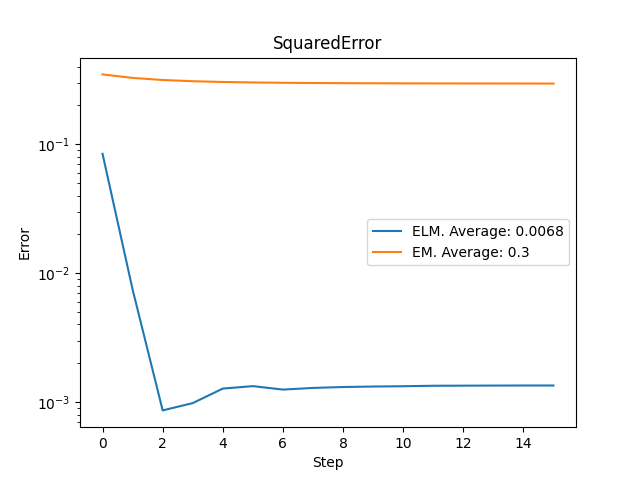 SquaredError
10⁻¹
10⁻²
10⁻³
Error
ELM. Average: 0.0068
EM. Average: 0.3
0 2 4 6 8 10 12 14
Step